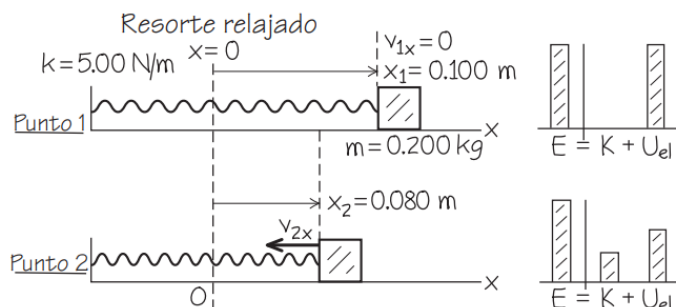 Resorte relajado
x = 0
v1x = 0
k = 5.00 N/m
x1 = 0.100 m
Punto 1
x
m = 0.200 kg
E = K + Uel
x2 = 0.080 m
v2x
Punto 2
x
O
E = K + Uel